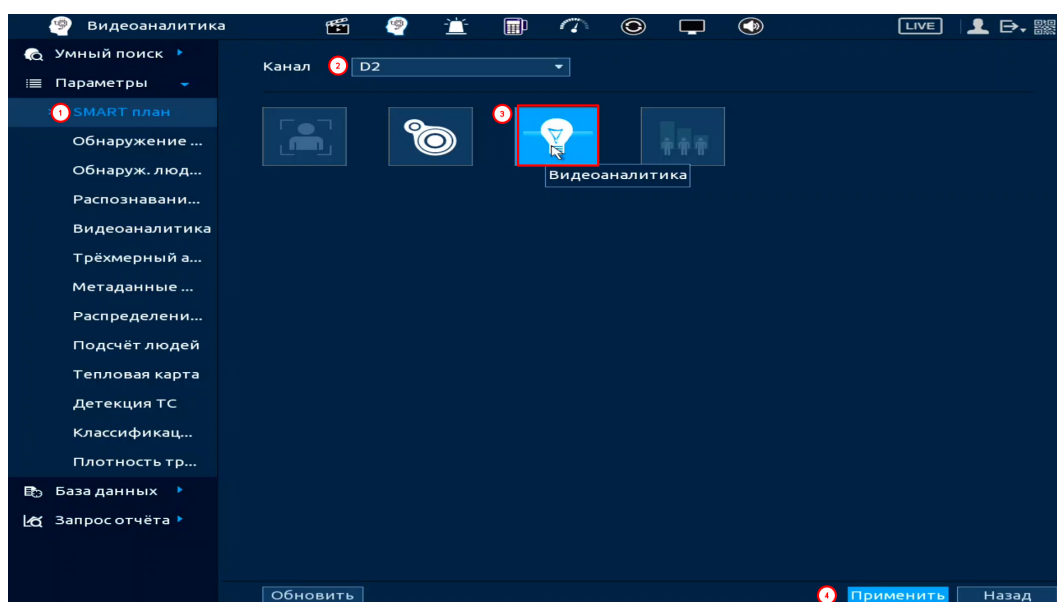 Видеоаналитика
LIVE
Умный поиск
Параметры
1 SMART план
Обнаружение ...
Обнаруж. люд...
Распознавани...
Видеоаналитика
Трёхмерный а...
Метаданные ...
Распределени...
Подсчёт людей
Тепловая карта
Детекция ТС
Классификац...
Плотность тр...
База данных
Запрос отчёта
Канал 2 D2
3
Видеоаналитика
Обновить
4 Применить
Назад